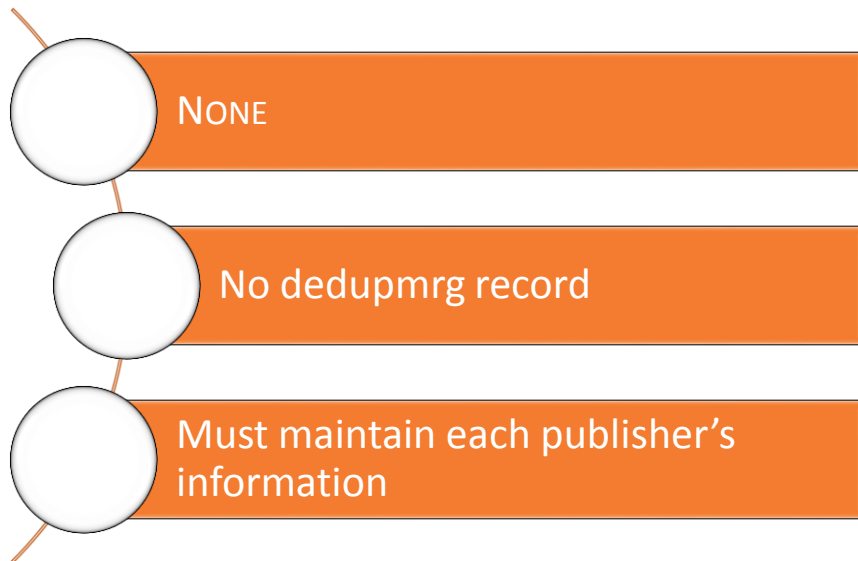 NONE
No dedupmrg record
Must maintain each publisher’s
information